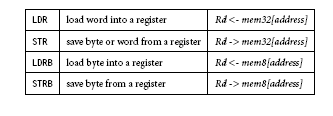 LDR load word into a register Rd <- mem32[address]
STR save byte or word from a register Rd -> mem32[address]
LDRB load byte into a register Rd <- mem8[address]
STRB save byte from a register Rd -> mem8[address]